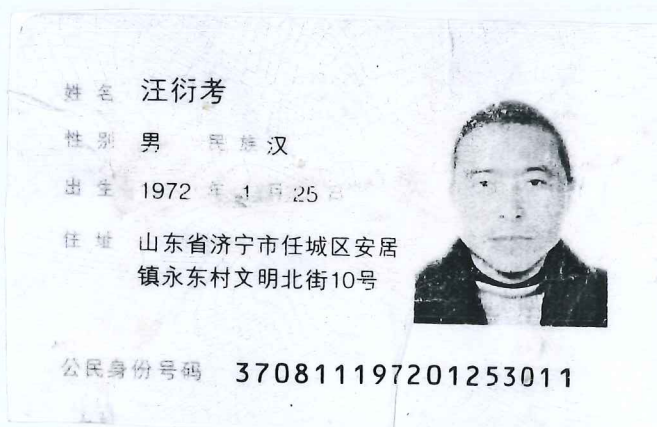 姓名 汪衍考
性别 男 民族 汉
出生 1972 年 1 月 25 日
住址 山东省济宁市任城区安居
镇永东村文明北街10号
公民身份号码 370811197201253011